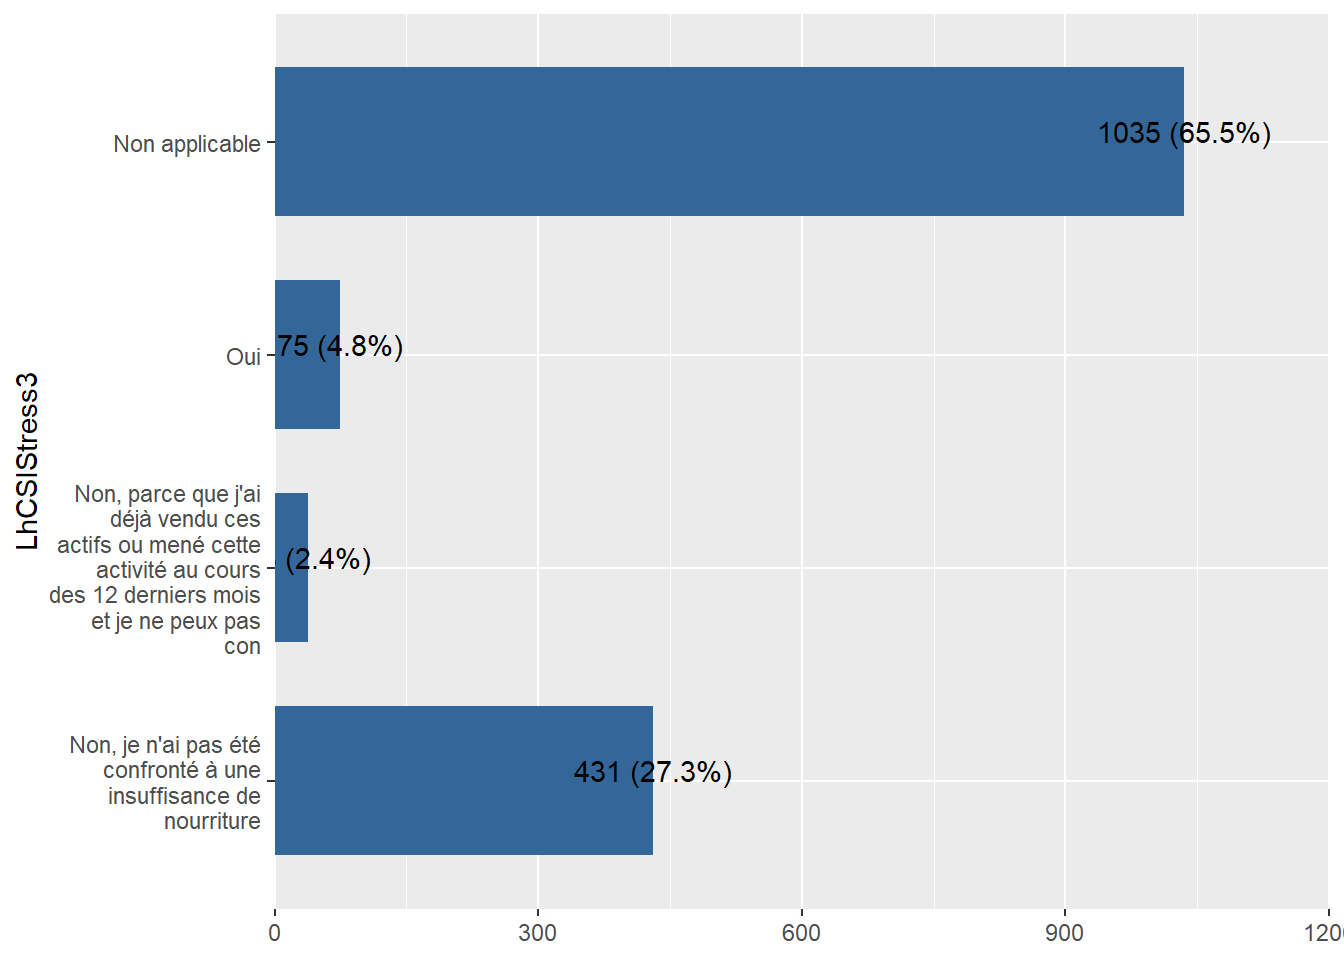 LhCSIStress3
Non applicable
1035 (65.5%)
Oui
75 (4.8%)
Non, parce que j'ai
déjà vendu ces
actifs ou mené cette
activité au cours
des 12 derniers mois
et je ne peux pas
con
(2.4%)
Non, je n'ai pas été
confronté à une
insuffisance de
nourriture
431 (27.3%)
0 300 600 900 120